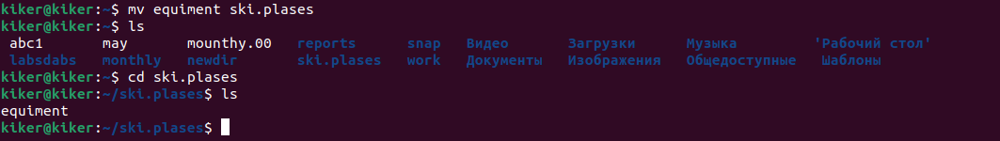 kiker@kiker:~$ mv equiment ski.plases
kiker@kiker:~$ ls
abc1 may mounthy.00 reports snap Видео Загрузки Музыка 'Рабочий стол'
labsdabs monthly newdir ski.plases work Документы Изображения Общедоступные Шаблоны
kiker@kiker:~$ cd ski.plases
kiker@kiker:~/ski.plases$ ls
equiment
kiker@kiker:~/ski.plases$